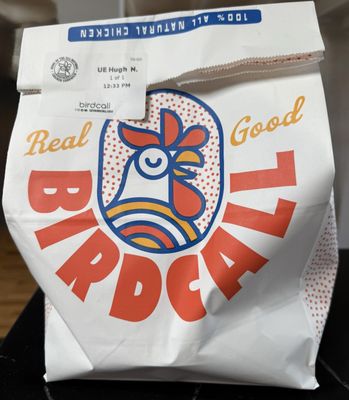 100% ALL NATURAL CHICKEN
UE Hugh N.
1 of 1
12:33 PM
birdcall
Real Good
BIRDCALL